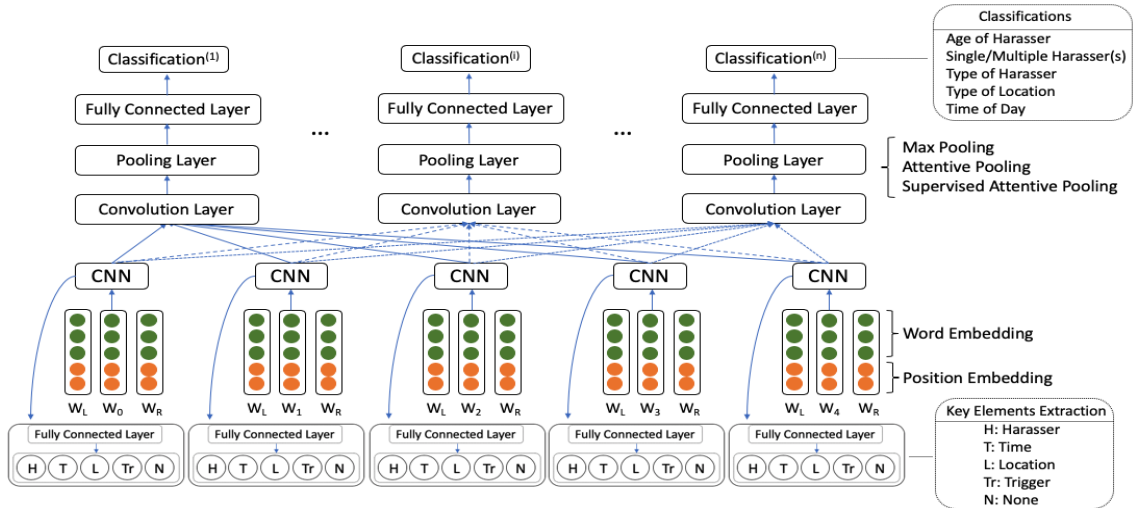 Classifications
Age of Harasser
Single/Multiple Harasser(s)
Type of Harasser
Type of Location
Time of Day
Classification(1)
Classification(i)
Classification(n)
Fully Connected Layer
Fully Connected Layer
Fully Connected Layer
...
...
Pooling Layer
Pooling Layer
Pooling Layer
Max Pooling
Attentive Pooling
Supervised Attentive Pooling
Convolution Layer
Convolution Layer
Convolution Layer
CNN
CNN
CNN
CNN
CNN
Word Embedding
Position Embedding
WL W0 WR
WL W1 WR
WL W2 WR
WL W3 WR
WL W4 WR
Fully Connected Layer
H T L Tr N
Fully Connected Layer
H T L Tr N
Fully Connected Layer
H T L Tr N
Fully Connected Layer
H T L Tr N
Fully Connected Layer
H T L Tr N
Key Elements Extraction
H: Harasser
T: Time
L: Location
Tr: Trigger
N: None